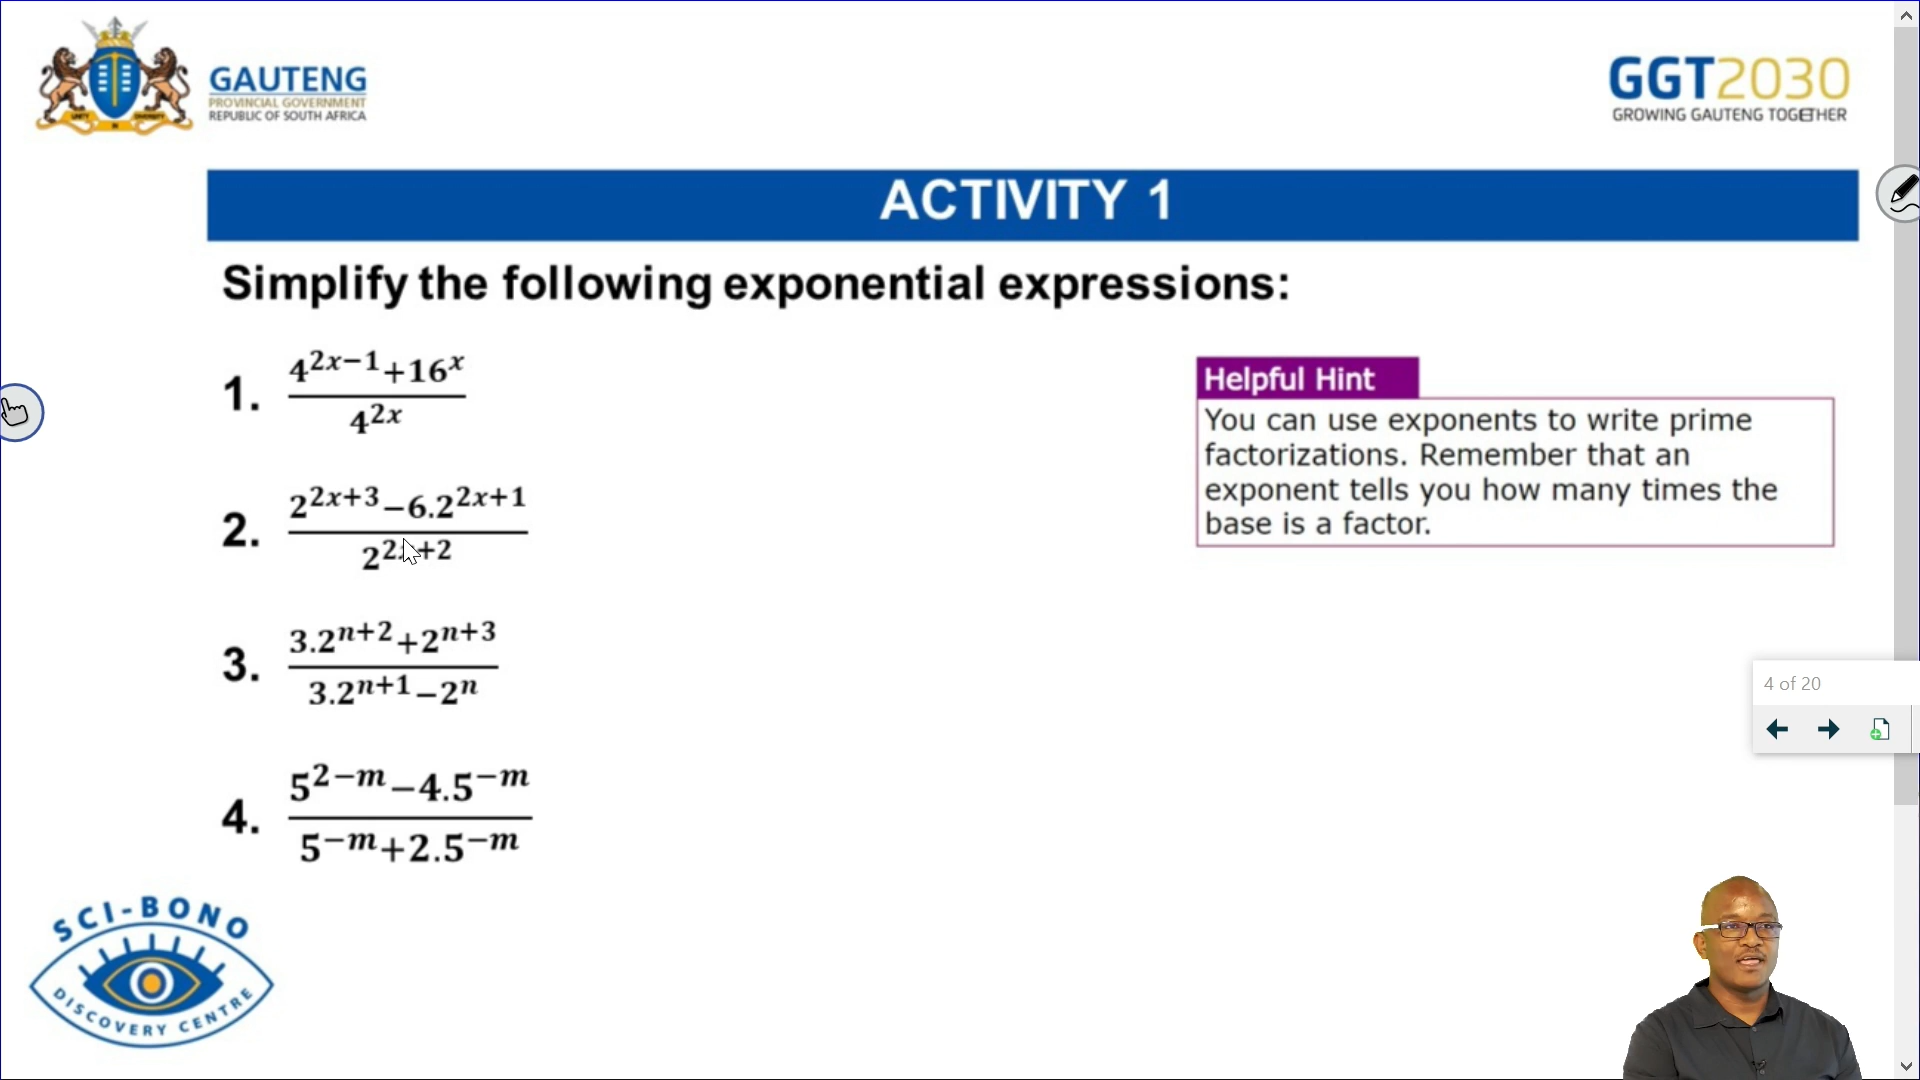 GAUTENG
PROVINCIAL GOVERNMENT
REPUBLIC OF SOUTH AFRICA
UNITY IN DIVERSITY
GGT2030
GROWING GAUTENG TOGETHER
ACTIVITY 1
Simplify the following exponential expressions:
1. (4^(2x−1)+16^x)/(4^(2x))
2. (2^(2x+3)−6.2^(2x+1))/(2^(2x+2))
3. (3.2^(n+2)+2^(n+3))/(3.2^(n+1)−2^n)
4. (5^(2−m)−4.5^(−m))/(5^(−m)+2.5^(−m))
Helpful Hint
You can use exponents to write prime
factorizations. Remember that an
exponent tells you how many times the
base is a factor.
4 of 20
SCI-BONO
DISCOVERY CENTRE